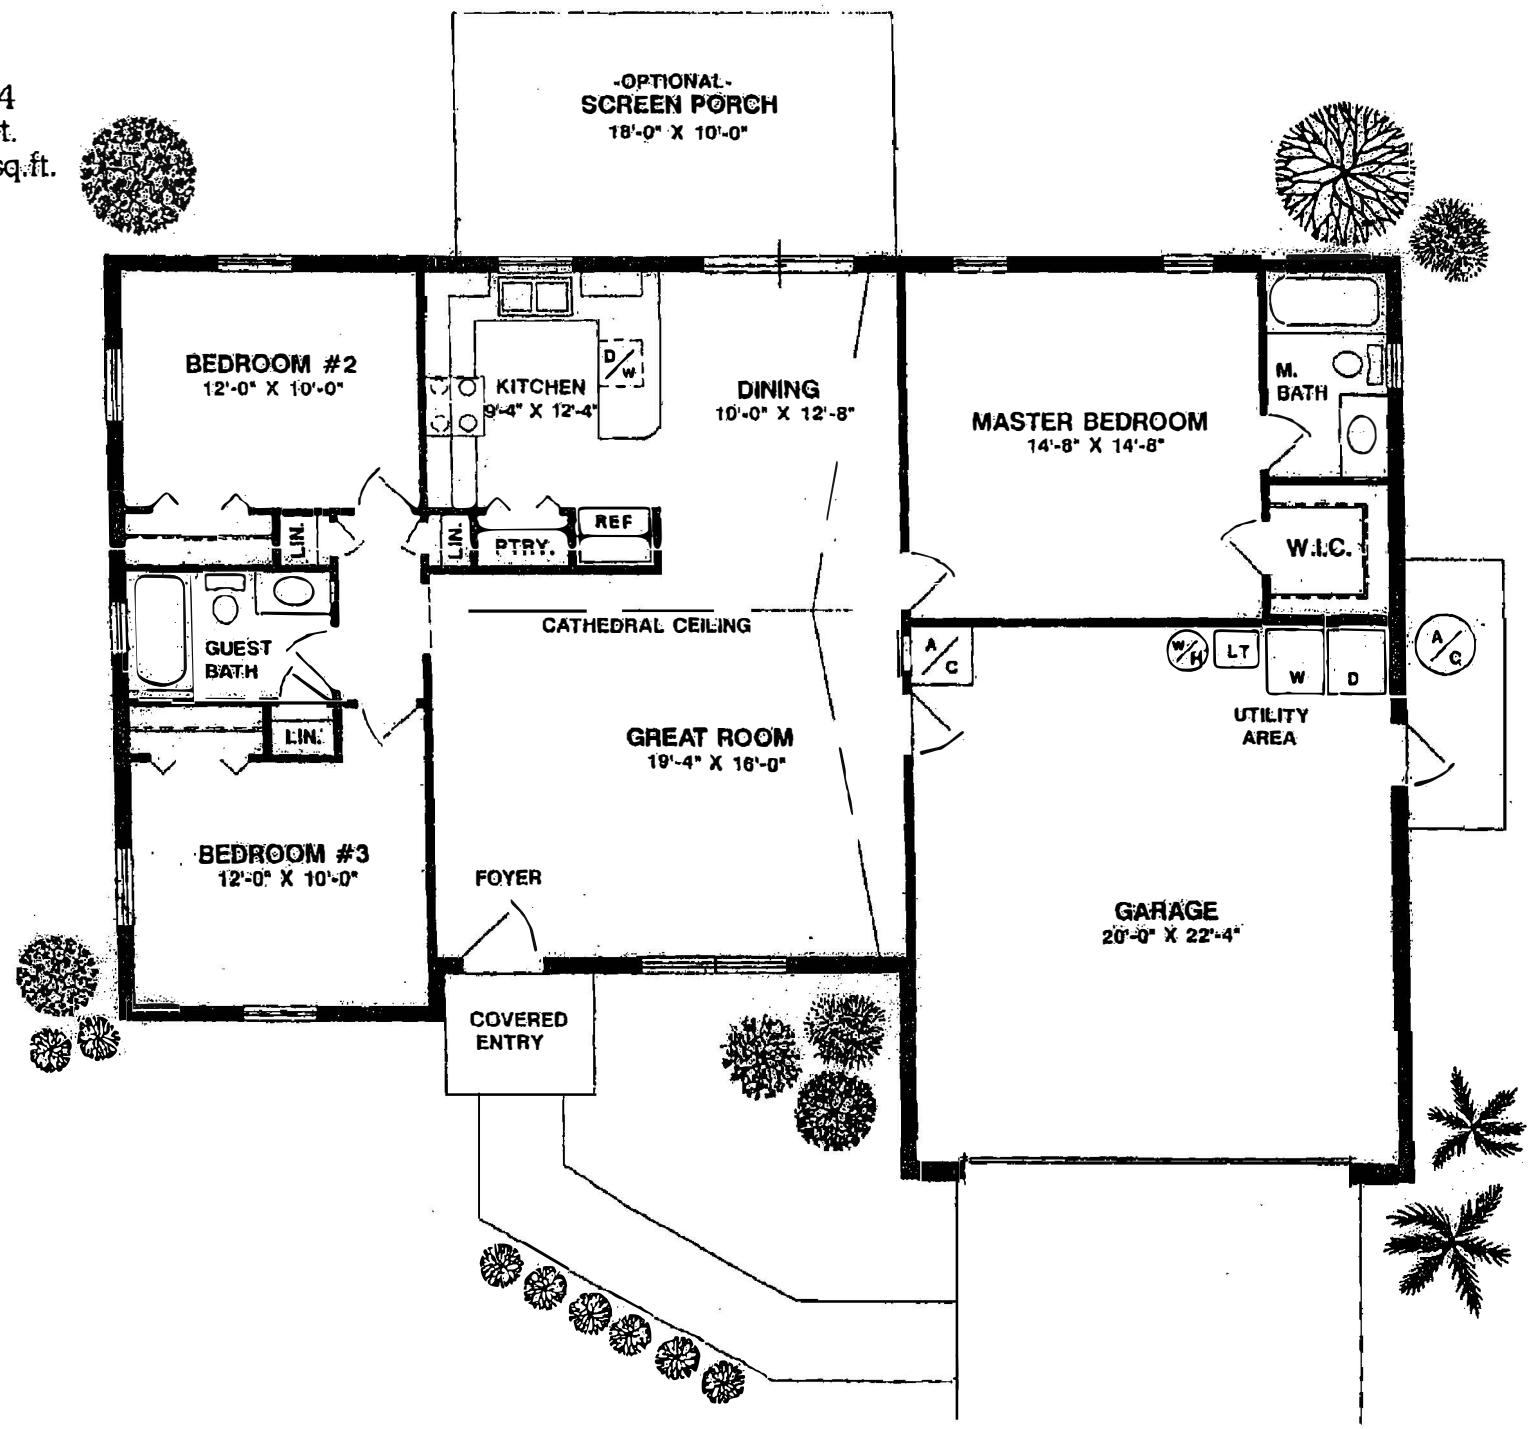 4
t.
sq.ft.
-OPTIONAL-
SCREEN PORCH
18'-0" X 10'-0"
BEDROOM #2
12'-0" X 10'-0"
KITCHEN
9'-4" X 12'-4"
D/W
DINING
10'-0" X 12'-8"
MASTER BEDROOM
14'-8" X 14'-8"
M.
BATH
LIN.
LIN.
PTRY.
REF
W.I.C.
GUEST
BATH
CATHEDRAL CEILING
A/C
W/H
LT
W
D
A/C
UTILITY
AREA
LIN.
GREAT ROOM
19'-4" X 16'-0"
BEDROOM #3
12'-0" X 10'-0"
FOYER
GARAGE
20'-0" X 22'-4"
COVERED
ENTRY